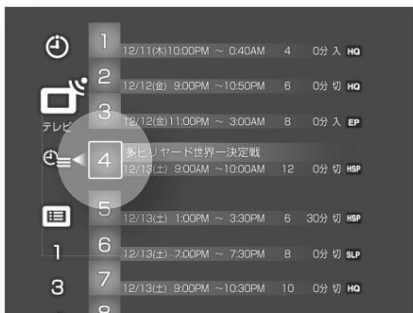 1
12/11(木)10:00PM ～ 0:40AM 4 0分 入 HQ
2
12/12(金) 9:00PM ～10:50PM 6 0分 切 HQ
3
12/12(金)11:00PM ～ 3:00AM 8 0分 入 EP
テレビ
4
多ビリヤード世界一決定戦
12/13(土) 9:00AM ～10:00AM 12 0分 切 HSP
5
12/13(土) 1:00PM ～ 3:30PM 6 30分 切 HSP
6
12/13(土) 7:00PM ～ 7:30PM 8 0分 切 SLP
1
7
12/13(土) 9:00PM ～10:30PM 10 0分 切 HQ
3
8